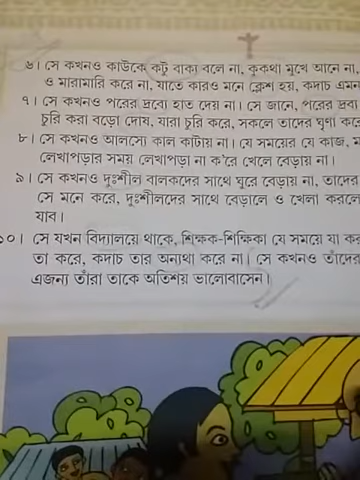 ৬। সে কখনও কাউকে কটু বাক্য বলে না, কুকথা মুখে আনে না,
ও মারামারি করে না, যাতে কারও মনে ক্লেশ হয়, কদাচ এমন
৭। সে কখনও পরের দ্রব্যে হাত দেয় না। সে জানে, পরের দ্রব্য
চুরি করা বড়ো দোষ, যারা চুরি করে, সকলে তাদের ঘৃণা করে
৮। সে কখনও আলস্যে কাল কাটায় না। যে সময়ের যে কাজ,
লেখাপড়ার সময় লেখাপড়া না ক'রে খেলে বেড়ায় না।
৯। সে কখনও দুঃশীল বালকদের সাথে ঘুরে বেড়ায় না, তাদের
সে মনে করে, দুঃশীলদের সাথে বেড়ালে ও খেলা করলে
যাব।
১০। সে যখন বিদ্যালয়ে থাকে, শিক্ষক-শিক্ষিকা যে সময়ে যা
তা করে, কদাচ তার অন্যথা করে না। সে কখনও তাঁদের
এজন্য তাঁরা তাকে অতিশয় ভালোবাসেন।